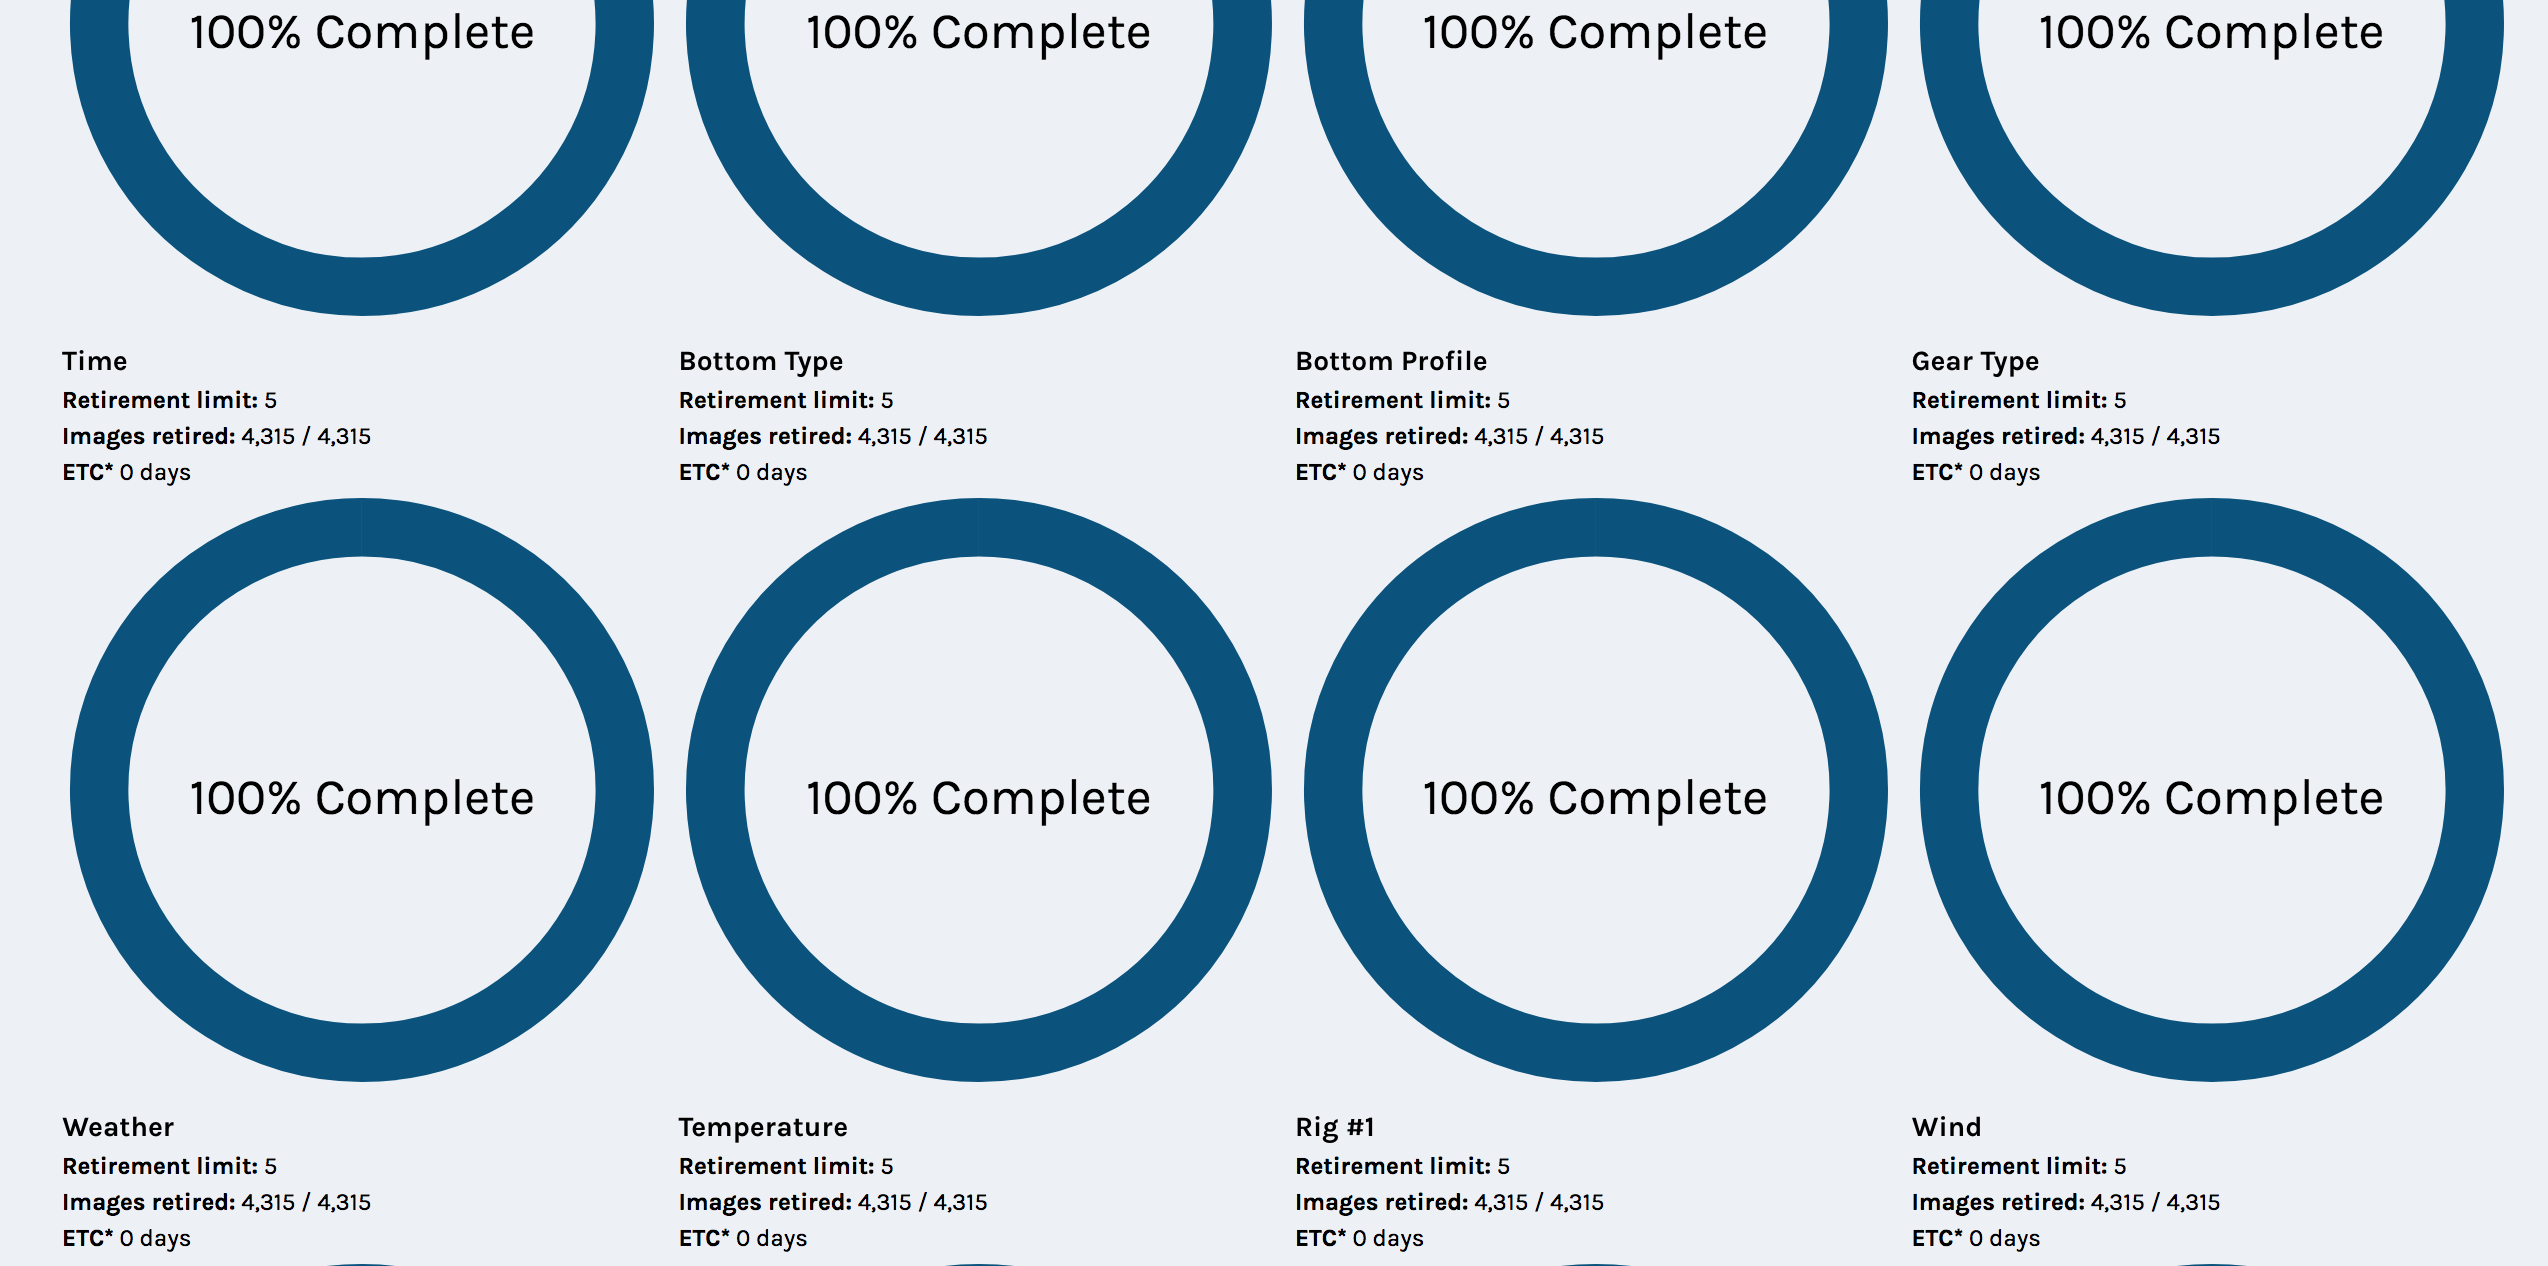 100% Complete
100% Complete
100% Complete
100% Complete
Time
Retirement limit: 5
Images retired: 4,315 / 4,315
ETC* 0 days
Bottom Type
Retirement limit: 5
Images retired: 4,315 / 4,315
ETC* 0 days
Bottom Profile
Retirement limit: 5
Images retired: 4,315 / 4,315
ETC* 0 days
Gear Type
Retirement limit: 5
Images retired: 4,315 / 4,315
ETC* 0 days
100% Complete
100% Complete
100% Complete
100% Complete
Weather
Retirement limit: 5
Images retired: 4,315 / 4,315
ETC* 0 days
Temperature
Retirement limit: 5
Images retired: 4,315 / 4,315
ETC* 0 days
Rig #1
Retirement limit: 5
Images retired: 4,315 / 4,315
ETC* 0 days
Wind
Retirement limit: 5
Images retired: 4,315 / 4,315
ETC* 0 days